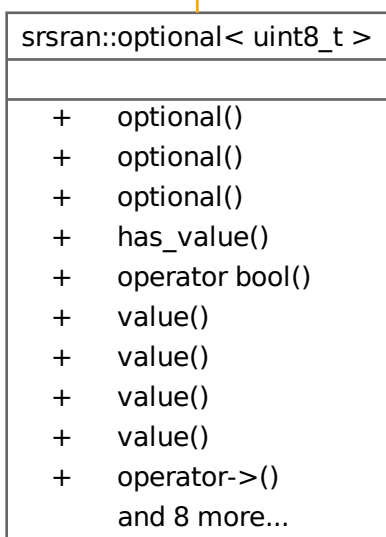 srsran::optional< uint8_t >
+ optional()
+ optional()
+ optional()
+ has_value()
+ operator bool()
+ value()
+ value()
+ value()
+ value()
+ operator->()
and 8 more...